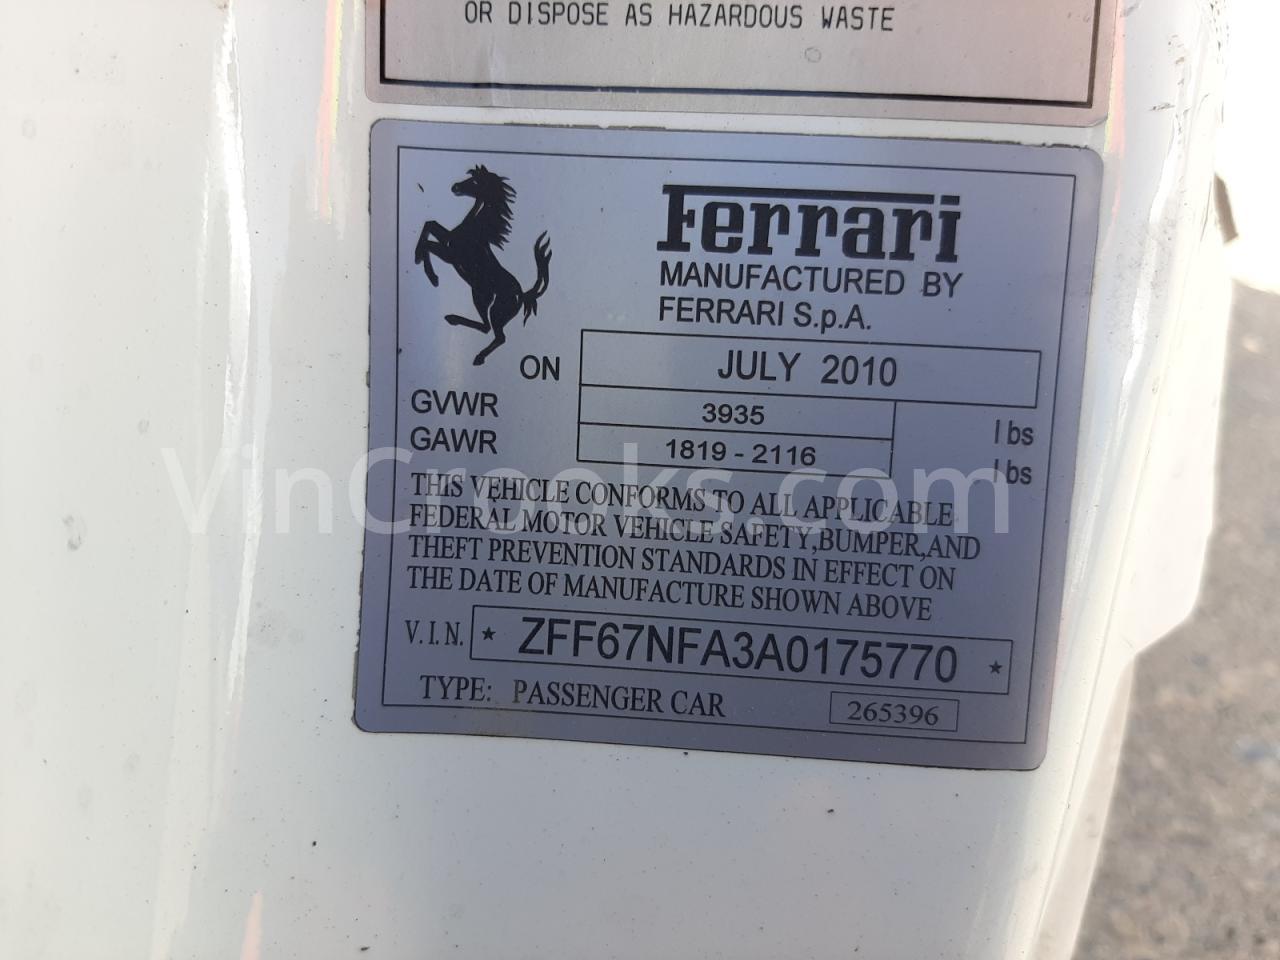 OR DISPOSE AS HAZARDOUS WASTE
Ferrari
MANUFACTURED BY
FERRARI S.p.A.
ON JULY 2010
GVWR 3935 lbs
GAWR 1819 - 2116 lbs
VinCrooks.com
THIS VEHICLE CONFORMS TO ALL APPLICABLE
FEDERAL MOTOR VEHICLE SAFETY,BUMPER,AND
THEFT PREVENTION STANDARDS IN EFFECT ON
THE DATE OF MANUFACTURE SHOWN ABOVE
V.I.N. ★ ZFF67NFA3A0175770 ★
TYPE: PASSENGER CAR 265396